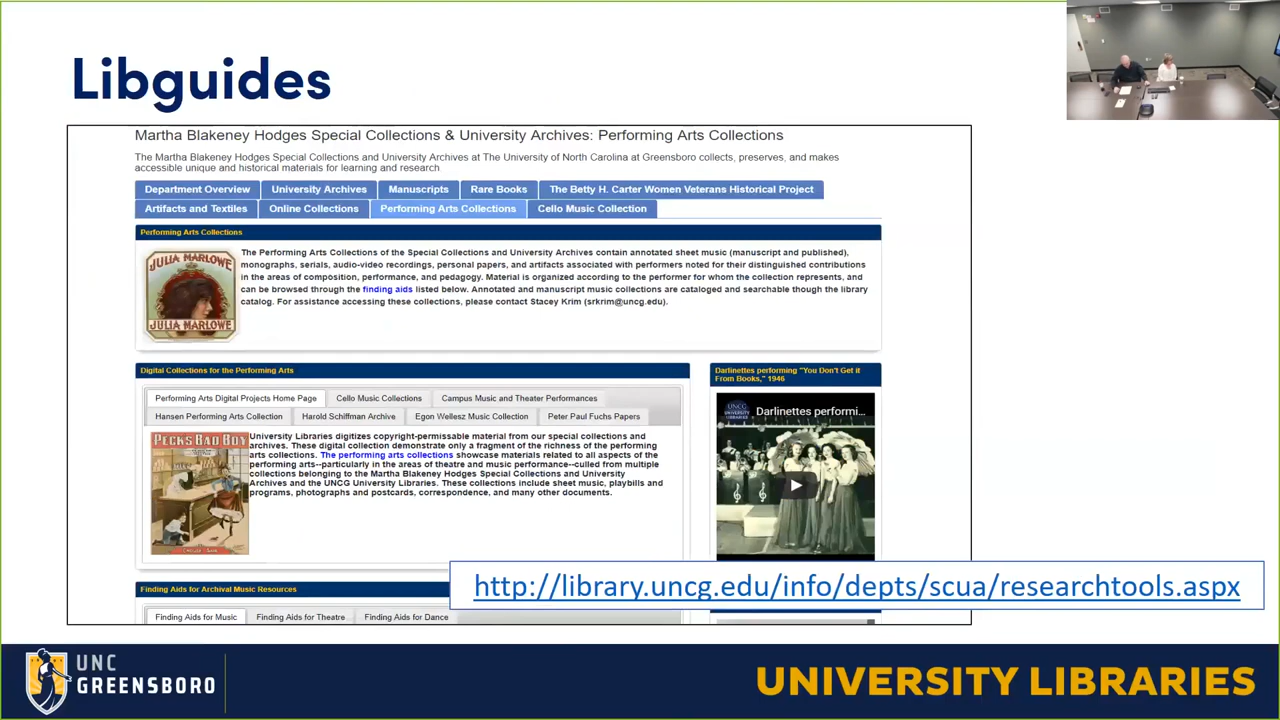 Libguides
Martha Blakeney Hodges Special Collections & University Archives: Performing Arts Collections
The Martha Blakeney Hodges Special Collections and University Archives at The University of North Carolina at Greensboro collects, preserves, and makes
accessible unique and historical materials for learning and research.
Department Overview University Archives Manuscripts Rare Books The Betty H. Carter Women Veterans Historical Project
Artifacts and Textiles Online Collections Performing Arts Collections Cello Music Collection
Performing Arts Collections
JULIA MARLOWE
JULIA MARLOWE
The Performing Arts Collections of the Special Collections and University Archives contain annotated sheet music (manuscript and published),
monographs, serials, audio-video recordings, personal papers, and artifacts associated with performers noted for their distinguished contributions
in the areas of composition, performance, and pedagogy. Material is organized according to the performer for whom the collection represents, and
can be browsed through the finding aids listed below. Annotated and manuscript music collections are cataloged and searchable though the library
catalog. For assistance accessing these collections, please contact Stacey Krim (srkrim@uncg.edu).
Digital Collections for the Performing Arts
Performing Arts Digital Projects Home Page Cello Music Collections Campus Music and Theater Performances
Hansen Performing Arts Collection Harold Schiffman Archive Egon Wellesz Music Collection Peter Paul Fuchs Papers
PECK'S BAD BOY
University Libraries digitizes copyright-permissable material from our special collections and
archives. These digital collection demonstrate only a fragment of the richness of the performing
arts collections. The performing arts collections showcase materials related to all aspects of the
performing arts--particularly in the areas of theatre and music performance--culled from multiple
collections belonging to the Martha Blakeney Hodges Special Collections and University
Archives and the UNCG University Libraries. These collections include sheet music, playbills and
programs, photographs and postcards, correspondence, and many other documents.
Darlinettes performing "You Don't Get it
From Books," 1946
Darlinettes performi...
Finding Aids for Archival Music Resources
Finding Aids for Music Finding Aids for Theatre Finding Aids for Dance
http://library.uncg.edu/info/depts/scua/researchtools.aspx
UNC
GREENSBORO
UNIVERSITY LIBRARIES